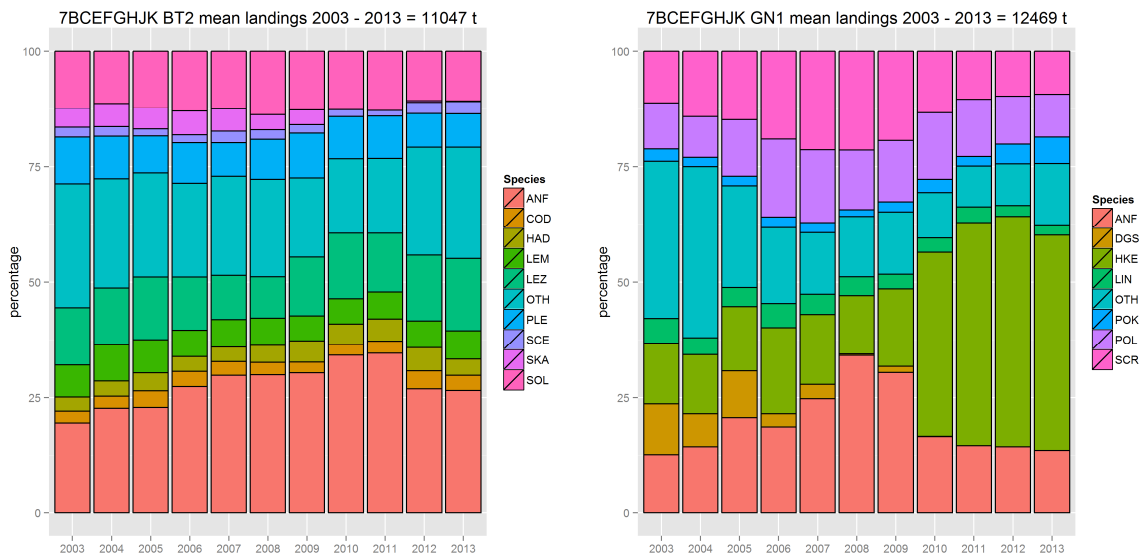 7BCEFGHJK BT2 mean landings 2003 - 2013 = 11047 t
percentage
100
75
50
25
0
2003 2004 2005 2006 2007 2008 2009 2010 2011 2012 2013
Species
ANF
COD
HAD
LEM
LEZ
OTH
PLE
SCE
SKA
SOL
7BCEFGHJK GN1 mean landings 2003 - 2013 = 12469 t
percentage
100
75
50
25
0
2003 2004 2005 2006 2007 2008 2009 2010 2011 2012 2013
Species
ANF
DGS
HKE
LIN
OTH
POK
POL
SCR